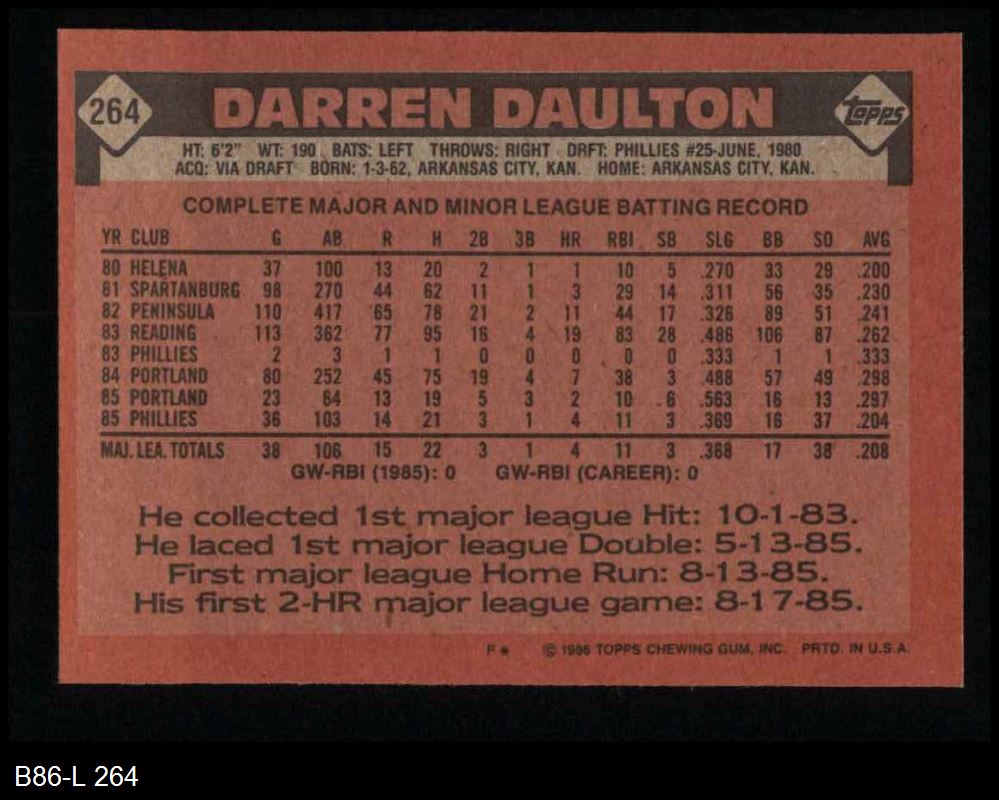 264 DARREN DAULTON topps
HT: 6'2" WT: 190 BATS: LEFT THROWS: RIGHT DRFT: PHILLIES #25-JUNE, 1980
ACQ: VIA DRAFT BORN: 1-3-62, ARKANSAS CITY, KAN. HOME: ARKANSAS CITY, KAN.
COMPLETE MAJOR AND MINOR LEAGUE BATTING RECORD
YR CLUB G AB R H 2B 3B HR RBI SB SLG BB SO AVG
80 HELENA 37 100 13 20 2 1 1 10 5 .270 33 29 .200
81 SPARTANBURG 98 270 44 62 11 1 3 29 14 .311 56 35 .230
82 PENINSULA 110 417 65 78 21 2 11 44 17 .326 89 51 .241
83 READING 113 362 77 95 16 4 19 83 28 .486 106 87 .262
83 PHILLIES 2 3 1 1 0 0 0 0 0 .333 1 1 .333
84 PORTLAND 80 252 45 75 19 4 7 38 3 .488 57 49 .298
85 PORTLAND 23 64 13 19 5 3 2 10 6 .563 16 13 .297
85 PHILLIES 36 103 14 21 3 1 4 11 3 .369 16 37 .204
MAJ. LEA. TOTALS 38 106 15 22 3 1 4 11 3 .368 17 38 .208
GW-RBI (1985): 0 GW-RBI (CAREER): 0
He collected 1st major league Hit: 10-1-83.
He laced 1st major league Double: 5-13-85.
First major league Home Run: 8-13-85.
His first 2-HR major league game: 8-17-85.
F* © 1986 TOPPS CHEWING GUM, INC. PRTD. IN U.S.A.
B86-L 264